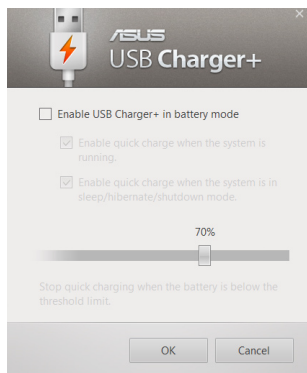 ASUS
USB Charger+
Enable USB Charger+ in battery mode
Enable quick charge when the system is
running.
Enable quick charge when the system is in
sleep/hibernate/shutdown mode.
70%
Stop quick charging when the battery is below the
threshold limit.
OK
Cancel